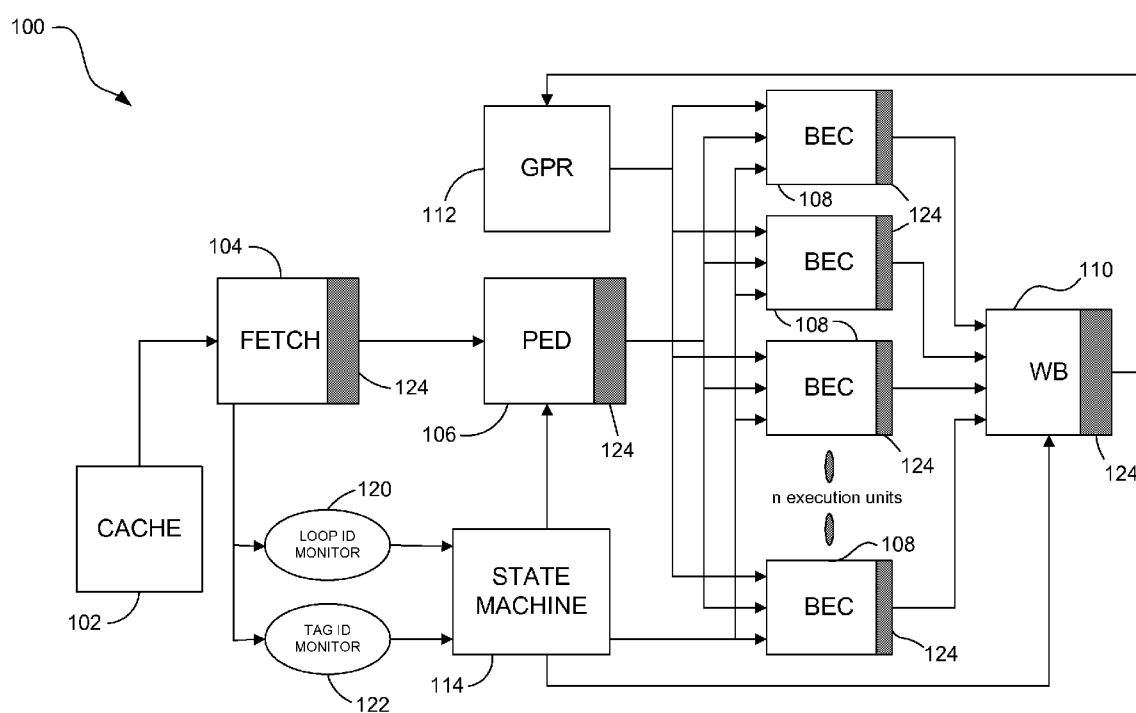 100
GPR
112
BEC
108
124
BEC
108
BEC
124
n execution units
108
BEC
124
104
FETCH
124
PED
106
124
110
WB
124
CACHE
102
120
LOOP ID
MONITOR
TAG ID
MONITOR
122
STATE
MACHINE
114